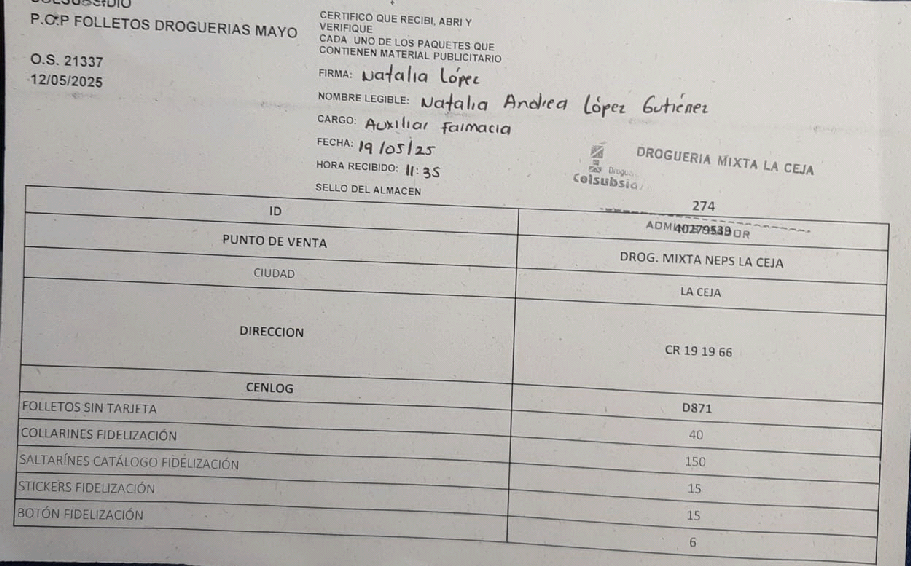 COLSUBSIDIO
P.O.P FOLLETOS DROGUERIAS MAYO
O.S. 21337
12/05/2025
CERTIFICO QUE RECIBI, ABRI Y
VERIFIQUE
CADA UNO DE LOS PAQUETES QUE
CONTIENEN MATERIAL PUBLICITARIO
FIRMA: Natalia López
NOMBRE LEGIBLE: Natalia Andrea López Gutiérrez
CARGO: Auxiliar Farmacia
FECHA: 19/05/25
HORA RECIBIDO: 11:35
SELLO DEL ALMACEN
DROGUERIA MIXTA LA CEJA
Colsubsidio
274
ADMINISTRADOR
ID 40279539
PUNTO DE VENTA DROG. MIXTA NEPS LA CEJA
CIUDAD LA CEJA
DIRECCION CR 19 19 66
CENLOG D871
FOLLETOS SIN TARJETA 40
COLLARINES FIDELIZACIÓN 150
SALTARÍNES CATÁLOGO FIDELIZACIÓN 15
STICKERS FIDELIZACIÓN 15
BOTÓN FIDELIZACIÓN 6